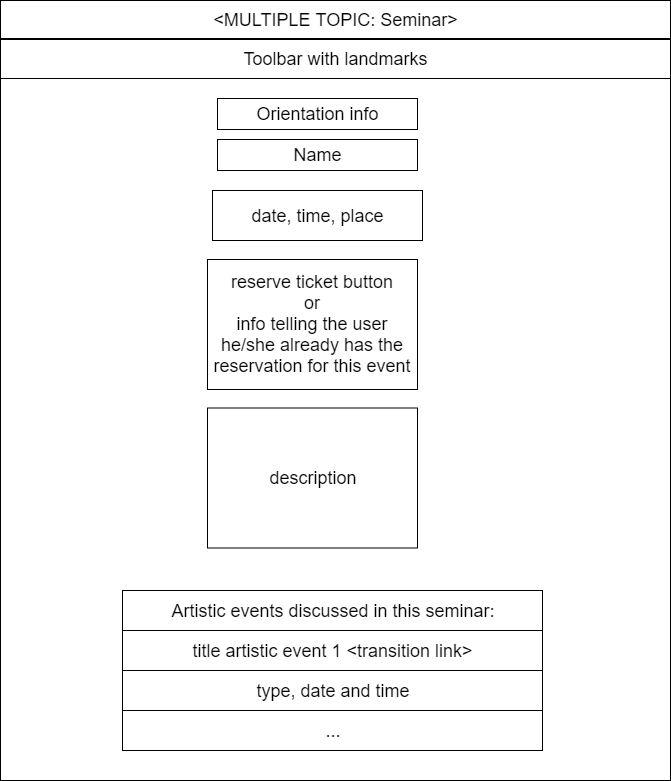 <MULTIPLE TOPIC: Seminar>
Toolbar with landmarks
Orientation info
Name
date, time, place
reserve ticket button
or
info telling the user
he/she already has the
reservation for this event
description
Artistic events discussed in this seminar:
title artistic event 1 <transition link>
type, date and time
...